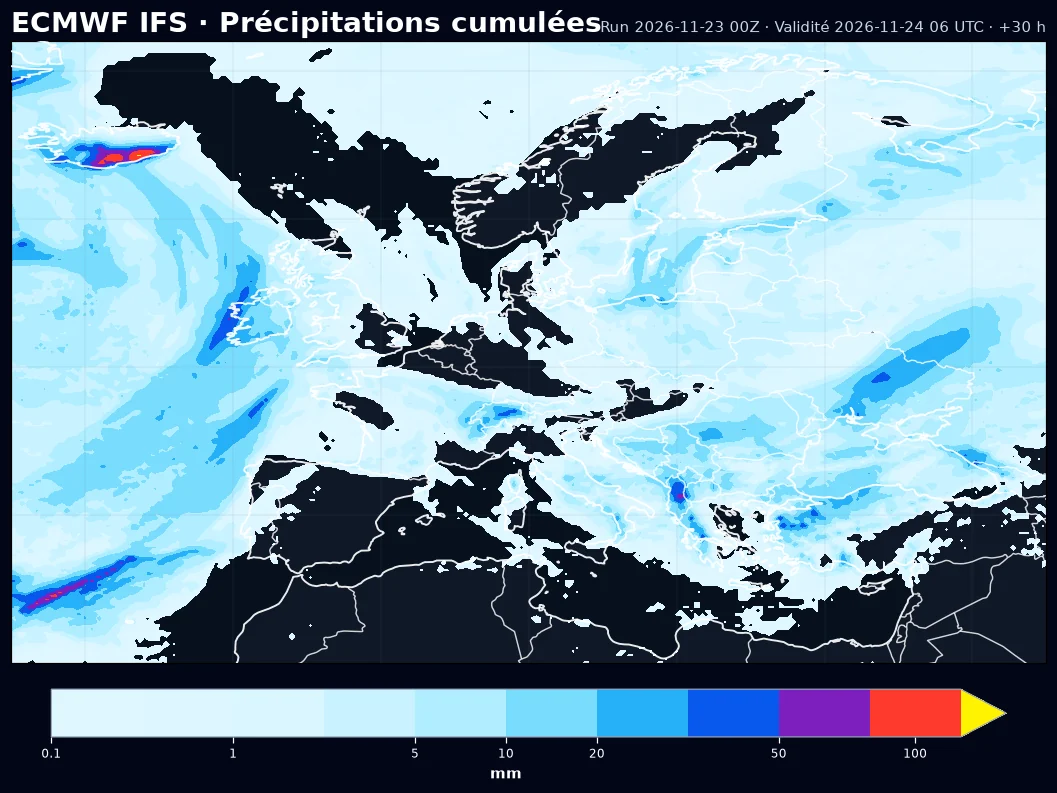 ECMWF IFS · Précipitations cumulées
Run 2026-11-23 00Z · Validité 2026-11-24 06 UTC · +30 h
0.1 1 5 10 20 50 100
mm